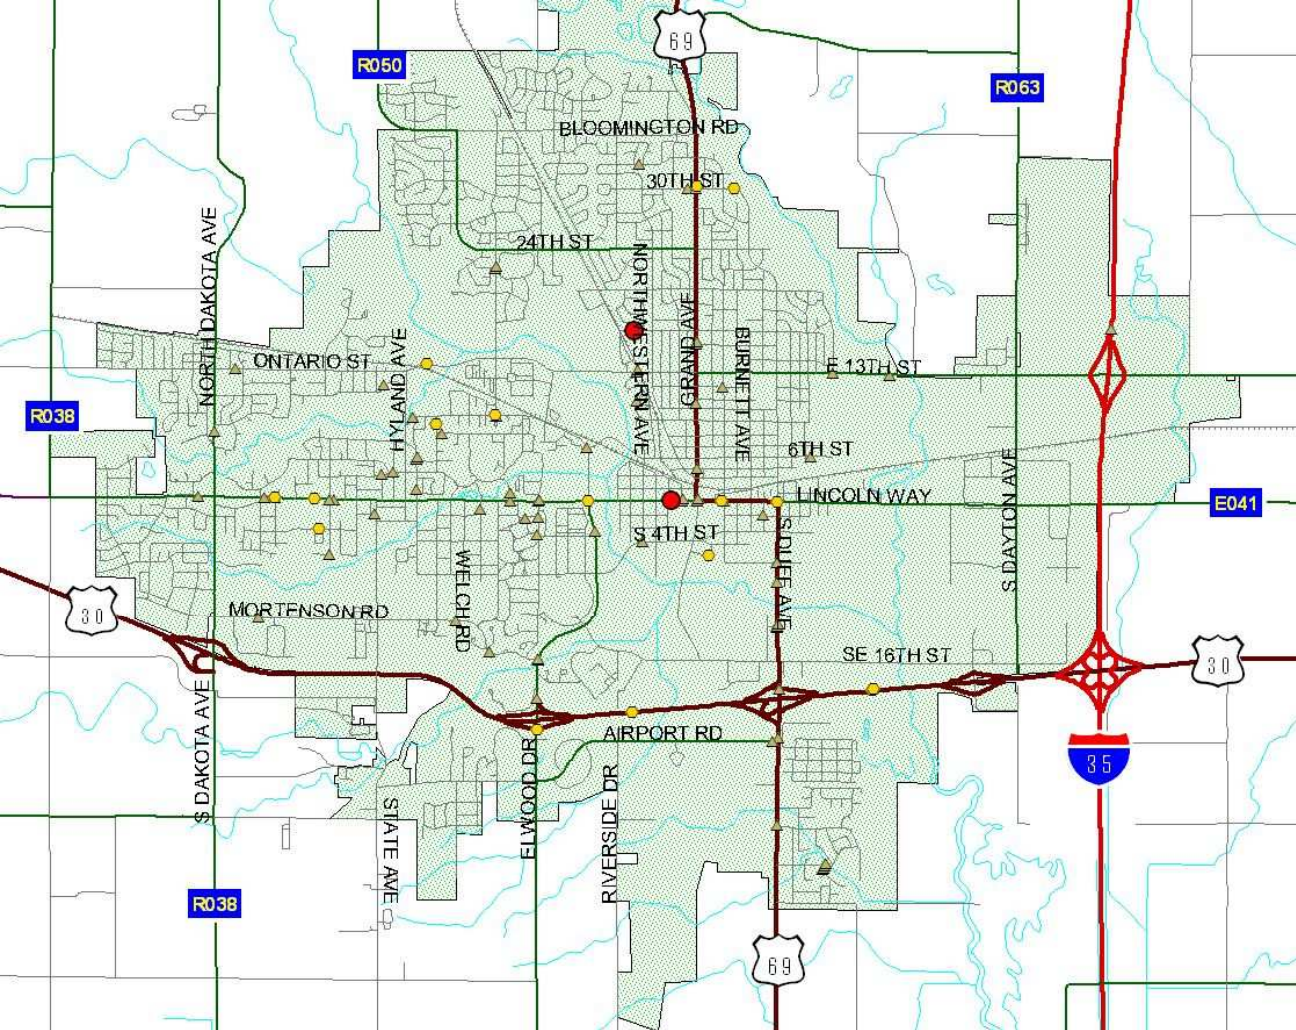 69
R050
R063
BLOOMINGTON RD
30TH ST
24TH ST
NORTH DAKOTA AVE
NORTHWESTERN AVE
GRAND AVE
BURNETT AVE
HYLAND AVE
ONTARIO ST
E 13TH ST
R038
6TH ST
LINCOLN WAY
E041
S 4TH ST
S DAYTON AVE
S DUFF AVE
WELCH RD
30
MORTENSON RD
SE 16TH ST
30
S DAKOTA AVE
AIRPORT RD
35
ELWOOD DR
RIVERSIDE DR
STATE AVE
R038
69